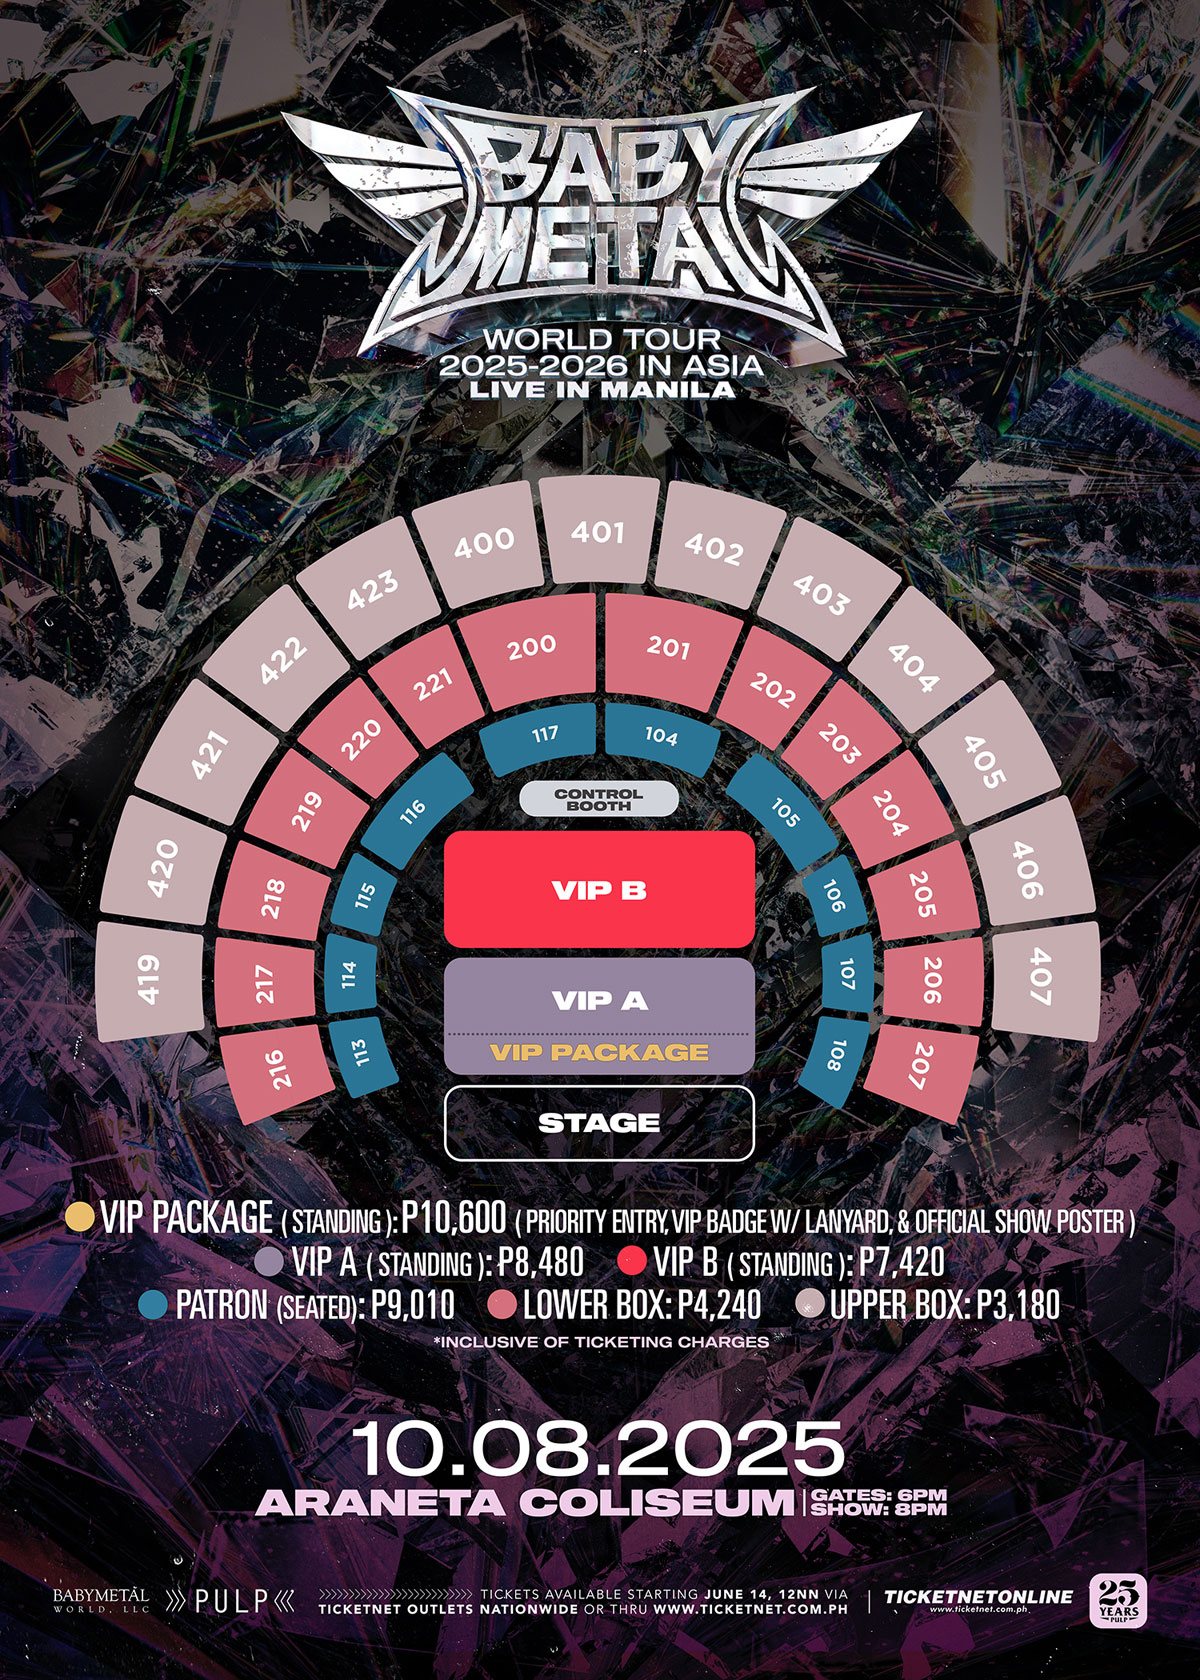 BABY
METAL
WORLD TOUR
2025-2026 IN ASIA
LIVE IN MANILA
400
401
402
423
403
422
404
421
405
420
406
419
407
200
201
221
202
220
203
219
204
218
205
217
206
216
207
117
104
116
105
115
106
114
107
113
108
CONTROL
BOOTH
VIP B
VIP A
VIP PACKAGE
STAGE
VIP PACKAGE ( STANDING ): P10,600 ( PRIORITY ENTRY, VIP BADGE W/ LANYARD, & OFFICIAL SHOW POSTER )
VIP A ( STANDING ): P8,480 VIP B ( STANDING ): P7,420
PATRON (SEATED): P9,010 LOWER BOX: P4,240 UPPER BOX: P3,180
*INCLUSIVE OF TICKETING CHARGES
10.08.2025
ARANETA COLISEUM
GATES: 6PM
SHOW: 8PM
BABYMETAL
WORLD, LLC
PULP
TICKETS AVAILABLE STARTING JUNE 14, 12NN VIA
TICKETNET OUTLETS NATIONWIDE OR THRU WWW.TICKETNET.COM.PH
TICKETNETONLINE
www.ticketnet.com.ph
25
YEARS
PULP